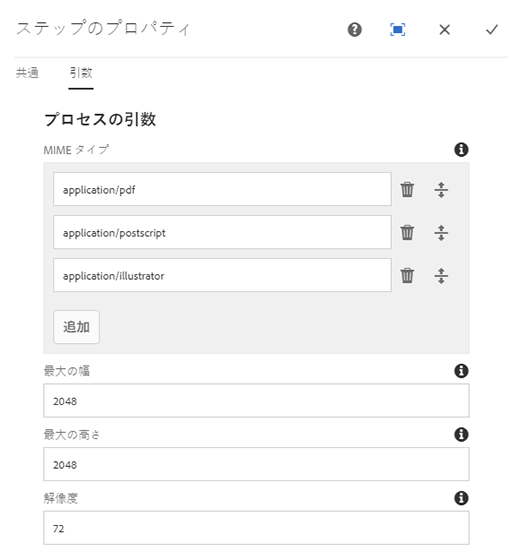 ステップのプロパティ
共通 引数
プロセスの引数
MIME タイプ
application/pdf
application/postscript
application/illustrator
追加
最大の幅
2048
最大の高さ
2048
解像度
72